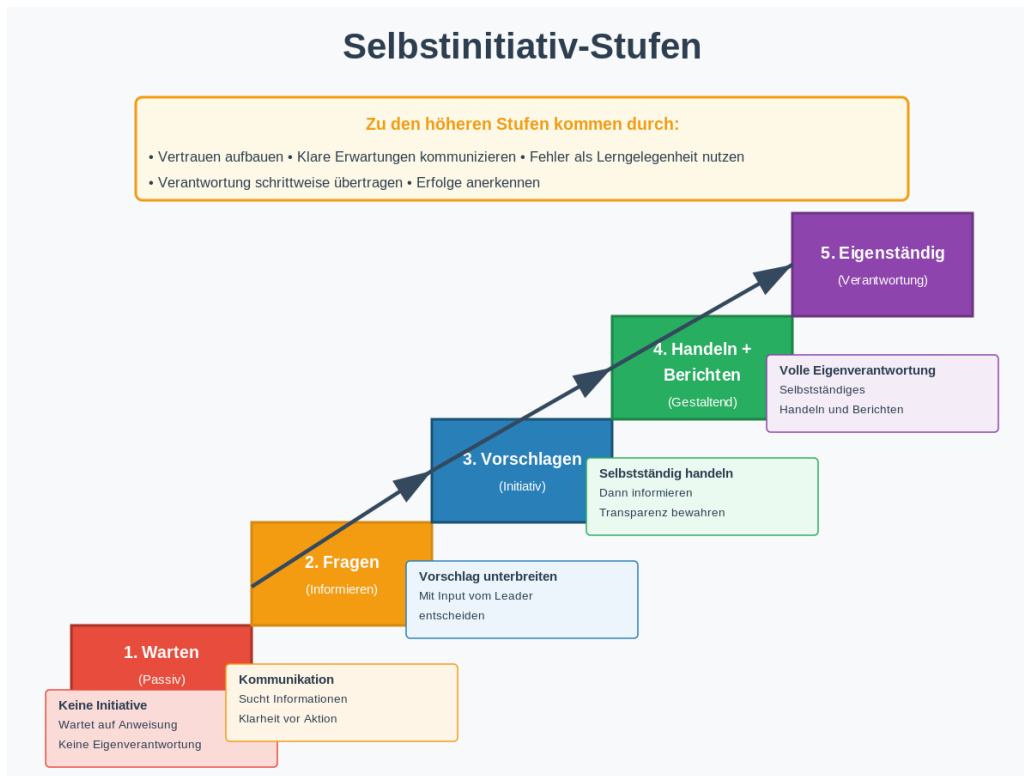 Selbstinitiativ-Stufen
Zu den höheren Stufen kommen durch:
• Vertrauen aufbauen • Klare Erwartungen kommunizieren • Fehler als Lerngelegenheit nutzen
• Verantwortung schrittweise übertragen • Erfolge anerkennen
5. Eigenständig
(Verantwortung)
4. Handeln +
Berichten
(Gestaltend)
Volle Eigenverantwortung
Selbstständiges
Handeln und Berichten
3. Vorschlagen
(Initiativ)
Selbstständig handeln
Dann informieren
Transparenz bewahren
2. Fragen
(Informieren)
Vorschlag unterbreiten
Mit Input vom Leader
entscheiden
1. Warten
(Passiv)
Kommunikation
Sucht Informationen
Klarheit vor Aktion
Keine Initiative
Wartet auf Anweisung
Keine Eigenverantwortung